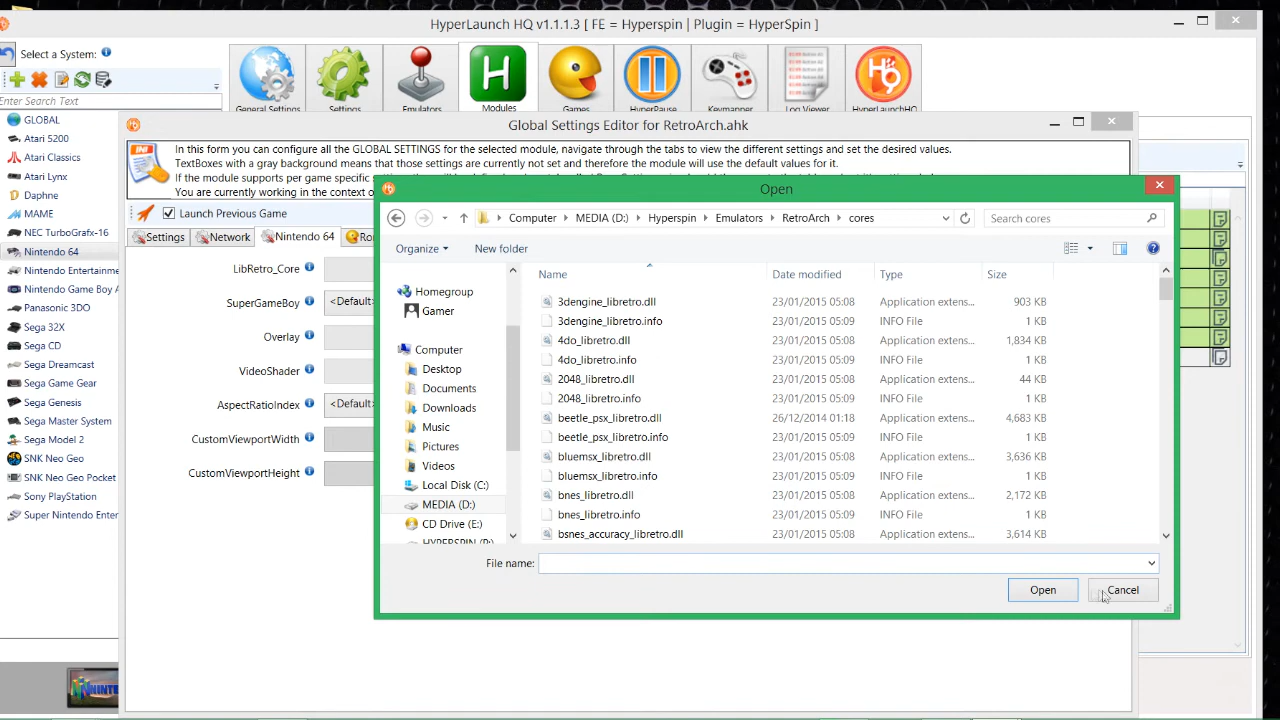 HyperLaunch HQ v1.1.1.3 [ FE = Hyperspin | Plugin = HyperSpin ]
Select a System:
Enter Search Text
General Settings
Settings
Emulators
Modules
Games
HyperPause
Keymapper
Log Viewer
HyperLaunchHQ
GLOBAL
Atari 5200
Atari Classics
Atari Lynx
Daphne
MAME
NEC TurboGrafx-16
Nintendo 64
Nintendo Entertainme
Nintendo Game Boy A
Panasonic 3DO
Sega 32X
Sega CD
Sega Dreamcast
Sega Game Gear
Sega Genesis
Sega Master System
Sega Model 2
SNK Neo Geo
SNK Neo Geo Pocket
Sony PlayStation
Super Nintendo Enter
Global Settings Editor for RetroArch.ahk
In this form you can configure all the GLOBAL SETTINGS for the selected module, navigate through the tabs to view the different settings and set the desired values.
TextBoxes with a gray background means that those settings are currently not set and therefore the module will use the default values for it.
If the module supports per game specific
You are currently working in the context o
Launch Previous Game
Settings
Network
Nintendo 64
LibRetro_Core
SuperGameBoy
<Default>
Overlay
VideoShader
AspectRatioIndex
<Default>
CustomViewportWidth
CustomViewportHeight
Open
Computer
MEDIA (D:)
Hyperspin
Emulators
RetroArch
cores
Search cores
Organize
New folder
Homegroup
Gamer
Computer
Desktop
Documents
Downloads
Music
Pictures
Videos
Local Disk (C:)
MEDIA (D:)
CD Drive (E:)
HYPERSPIN (P:)
Name Date modified Type Size
3dengine_libretro.dll 23/01/2015 05:08 Application extens... 903 KB
3dengine_libretro.info 23/01/2015 05:09 INFO File 1 KB
4do_libretro.dll 23/01/2015 05:08 Application extens... 1,834 KB
4do_libretro.info 23/01/2015 05:09 INFO File 1 KB
2048_libretro.dll 23/01/2015 05:08 Application extens... 44 KB
2048_libretro.info 23/01/2015 05:09 INFO File 1 KB
beetle_psx_libretro.dll 26/12/2014 01:18 Application extens... 4,683 KB
beetle_psx_libretro.info 23/01/2015 05:09 INFO File 1 KB
bluemsx_libretro.dll 23/01/2015 05:08 Application extens... 3,636 KB
bluemsx_libretro.info 23/01/2015 05:09 INFO File 1 KB
bnes_libretro.dll 23/01/2015 05:08 Application extens... 2,172 KB
bnes_libretro.info 23/01/2015 05:09 INFO File 1 KB
bsnes_accuracy_libretro.dll 23/01/2015 05:08 Application extens... 3,614 KB
File name:
Open
Cancel